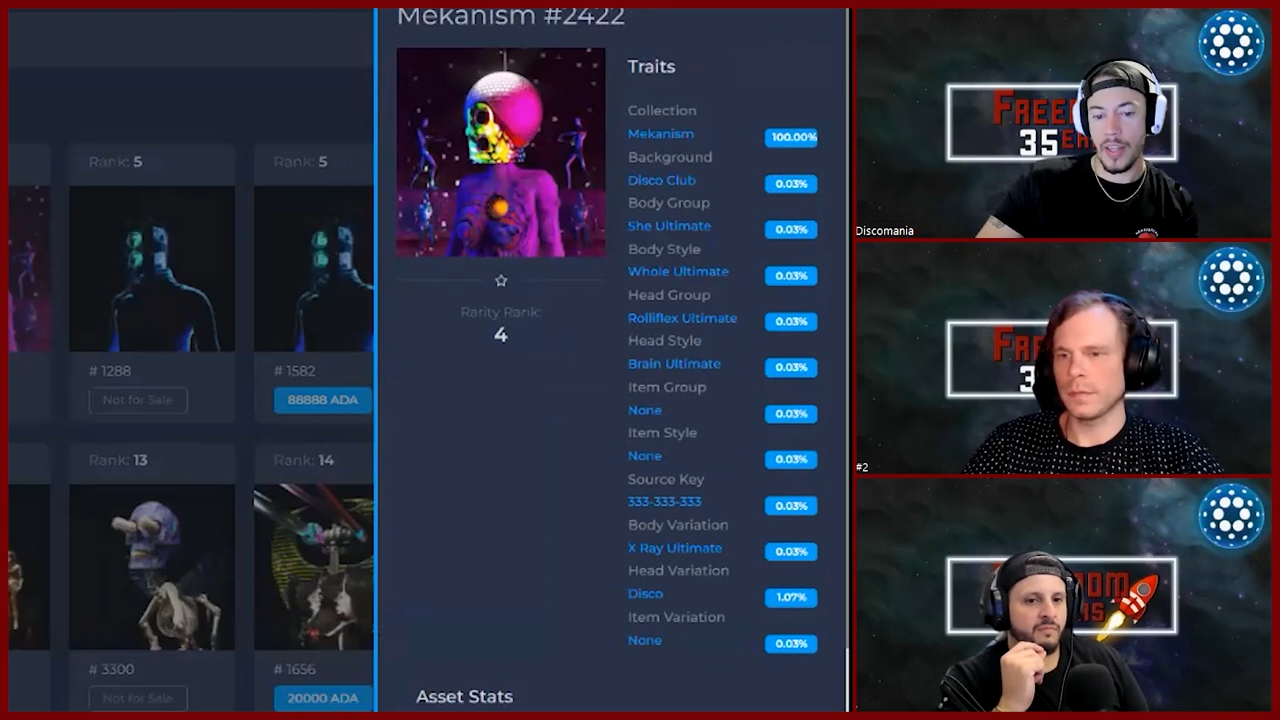 Mekanism #2422
Rank: 5
Rank: 5
# 1288
# 1582
Not for Sale
88888 ADA
Rank: 13
Rank: 14
# 3300
# 1656
Not for Sale
20000 ADA
Rarity Rank:
4
Traits
Collection
Mekanism 100.00%
Background
Disco Club 0.03%
Body Group
She Ultimate 0.03%
Body Style
Whole Ultimate 0.03%
Head Group
Rolliflex Ultimate 0.03%
Head Style
Brain Ultimate 0.03%
Item Group
None 0.03%
Item Style
None 0.03%
Source Key
333-333-333 0.03%
Body Variation
X Ray Ultimate 0.03%
Head Variation
Disco 1.07%
Item Variation
None 0.03%
Asset Stats
35
Discomania
#2